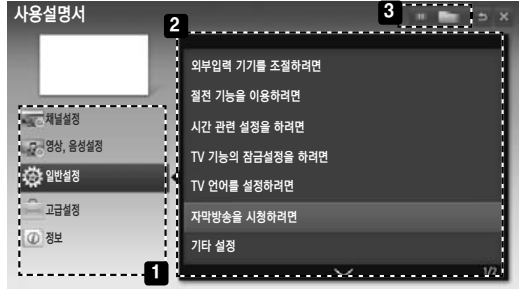 사용설명서
3
2
외부입력 기기를 조절하려면
절전 기능을 이용하려면
시간 관련 설정을 하려면
TV 기능의 잠금설정을 하려면
TV 언어를 설정하려면
자막방송을 시청하려면
기타 설정
1/2
채널설정
영상, 음성설정
일반설정
고급설정
정보
1